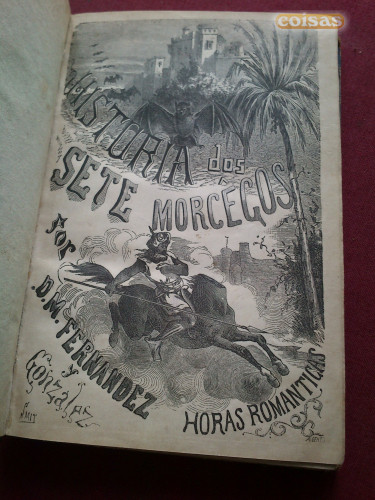 coisas
HISTORIA dos
SETE MORCEGOS
POR
D. M. FERNANDEZ
y
Gonzalez
HORAS ROMANTICAS